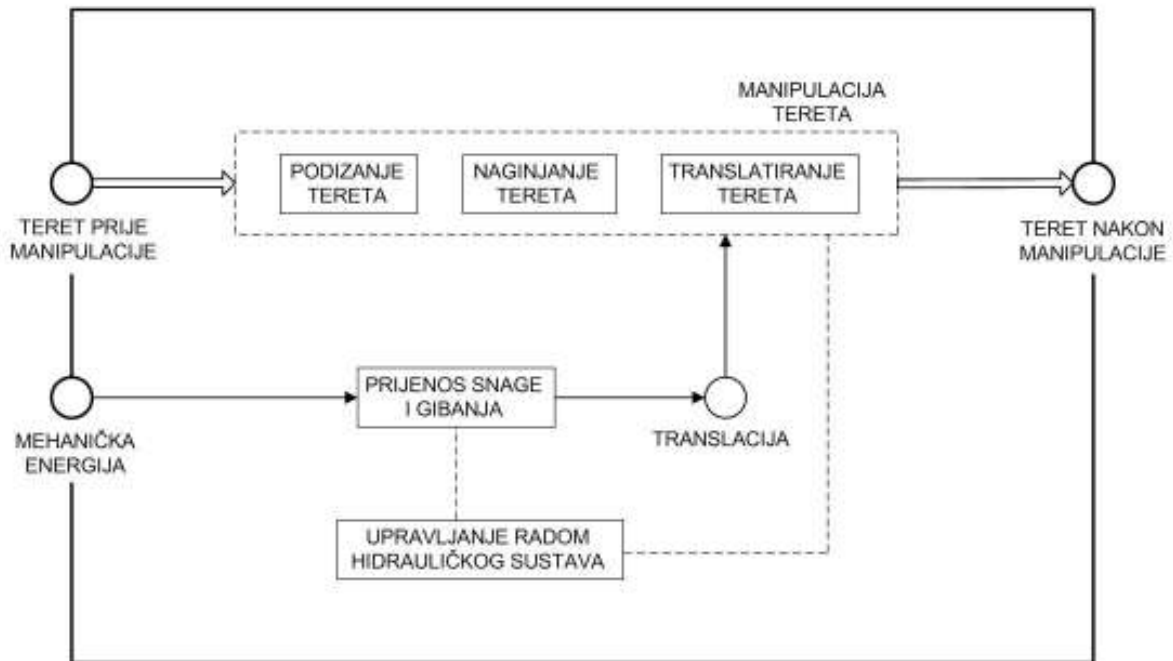 MANIPULACIJA
TERETA
PODIZANJE
TERETA
NAGINJANJE
TERETA
TRANSLATIRANJE
TERETA
TERET PRIJE
MANIPULACIJE
TERET NAKON
MANIPULACIJE
PRIJENOS SNAGE
I GIBANJA
MEHANIČKA
ENERGIJA
TRANSLACIJA
UPRAVLJANJE RADOM
HIDRAULIČKOG SUSTAVA